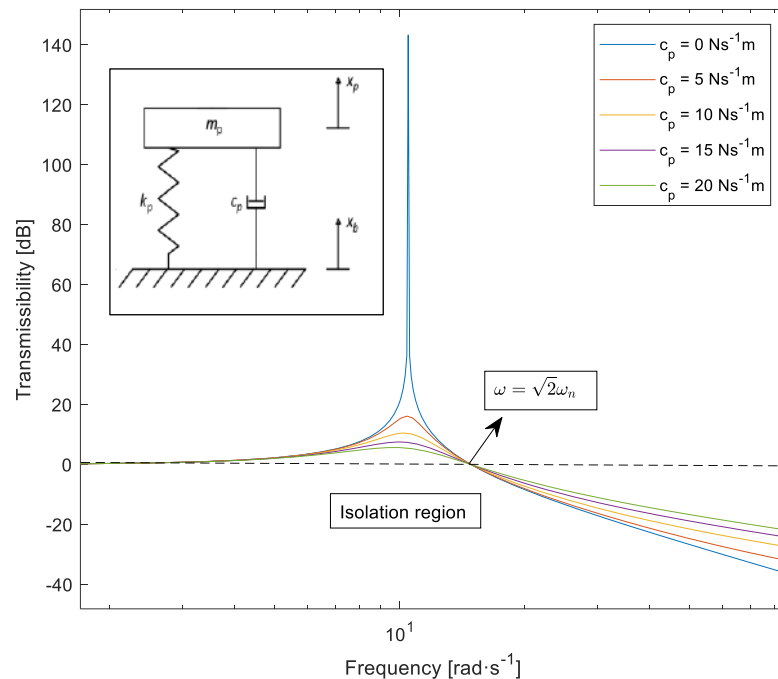 Transmissibility [dB]
140
120
100
80
60
40
20
0
-20
-40
x_p
m_p
k_p
c_p
x_b
c_p = 0 Ns^-1m
c_p = 5 Ns^-1m
c_p = 10 Ns^-1m
c_p = 15 Ns^-1m
c_p = 20 Ns^-1m
ω = √2ω_n
Isolation region
10^1
Frequency [rad·s^-1]